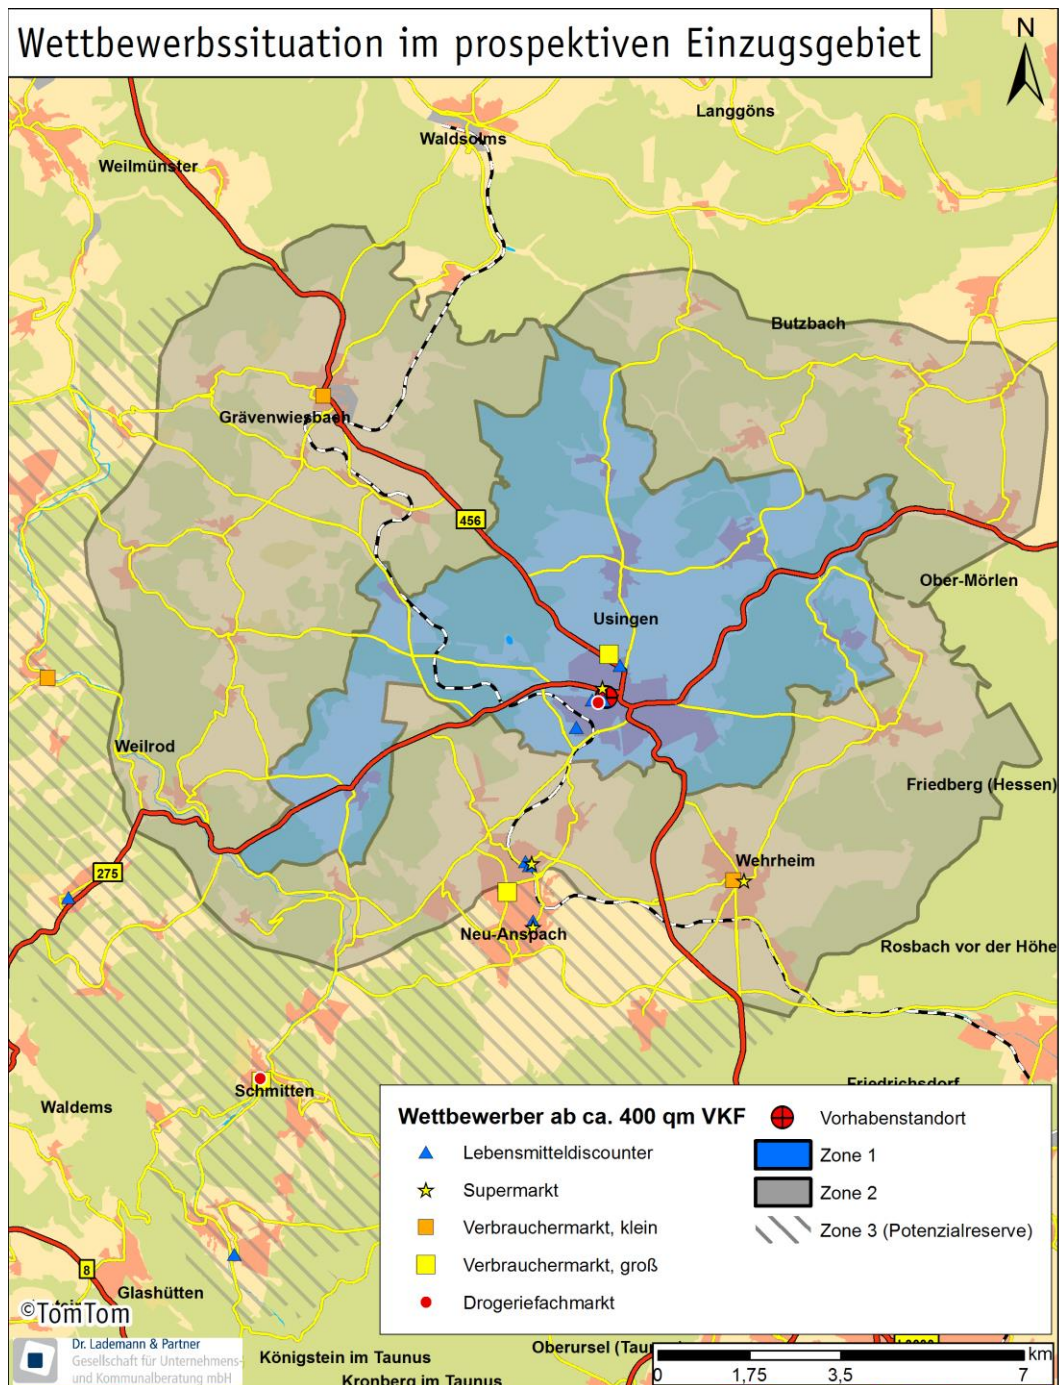 Wettbewerbssituation im prospektiven Einzugsgebiet
N
Langgöns
Waldsolms
Weilmünster
Butzbach
Grävenwiesbach
456
Ober-Mörlen
Usingen
Weilrod
Friedberg (Hessen)
275
Wehrheim
Neu-Anspach
Rosbach vor der Höhe
Friedrichsdorf
Schmitten
Waldems
Wettbewerber ab ca. 400 qm VKF
Lebensmitteldiscounter
Supermarkt
Verbrauchermarkt, klein
Verbrauchermarkt, groß
Drogeriefachmarkt
Vorhabenstandort
Zone 1
Zone 2
Zone 3 (Potenzialreserve)
8
Glashütten
©TomTom
Dr. Lademann & Partner
Gesellschaft für Unternehmens-
und Kommunalberatung mbH
Königstein im Taunus
Kronberg im Taunus
Oberursel
km
0 1,75 3,5 7